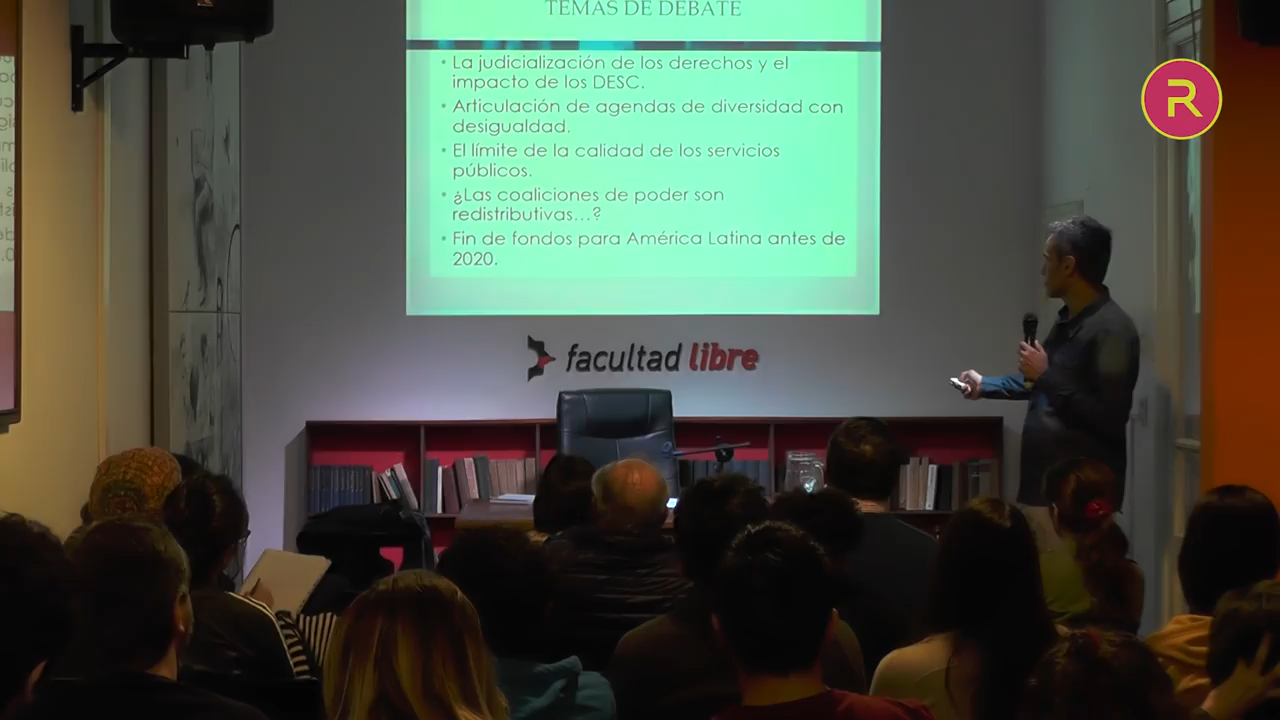 TEMAS DE DEBATE
• La judicialización de los derechos y el
impacto de los DESC.
• Articulación de agendas de diversidad con
desigualdad.
• El límite de la calidad de los servicios
públicos.
• ¿Las coaliciones de poder son
redistributivas...?
• Fin de fondos para América Latina antes de
2020.
R
facultad libre